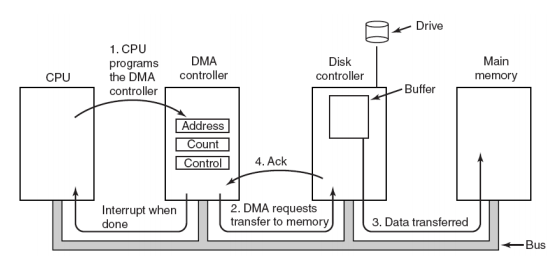 Drive
1. CPU
programs
the DMA
controller
CPU
DMA
controller
Disk
controller
Main
memory
Buffer
Address
Count
Control
4. Ack
Interrupt when
done
2. DMA requests
transfer to memory
3. Data transferred
Bus